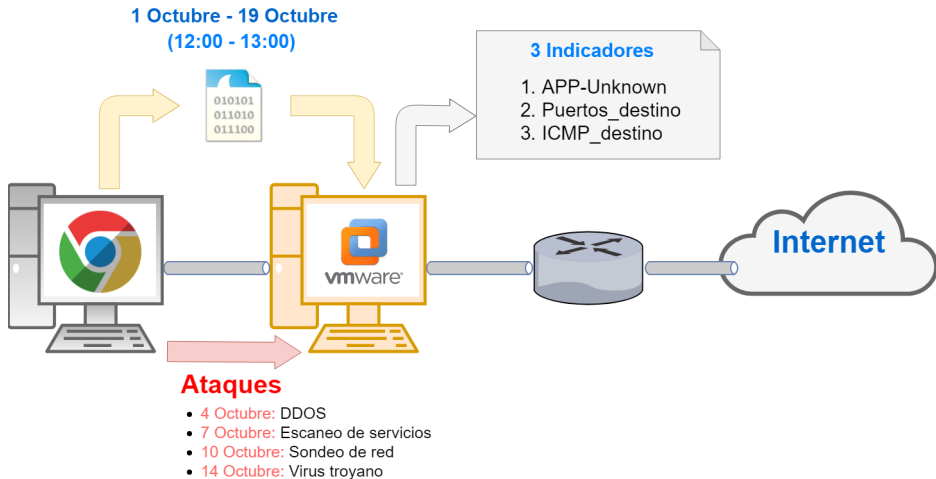 1 Octubre - 19 Octubre
(12:00 - 13:00)
3 Indicadores
1. APP-Unknown
2. Puertos_destino
3. ICMP_destino
010101
011010
011100
vmware®
Internet
Ataques
• 4 Octubre: DDOS
• 7 Octubre: Escaneo de servicios
• 10 Octubre: Sondeo de red
• 14 Octubre: Virus troyano